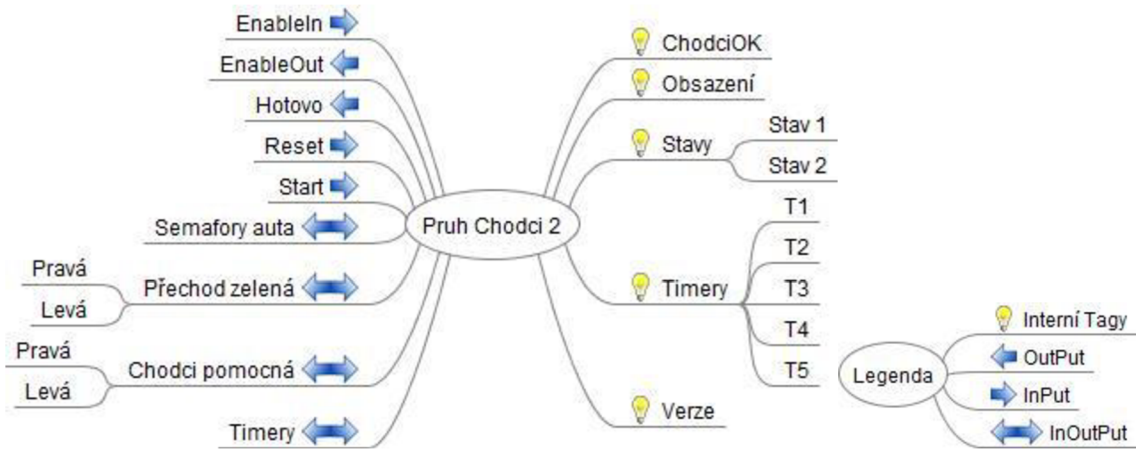 EnableIn
EnableOut
Hotovo
Reset
Start
Semafory auta
Přechod zelená
Pravá
Levá
Chodci pomocná
Pravá
Levá
Timery
Pruh Chodci 2
ChodciOK
Obsazení
Stavy
Stav 1
Stav 2
Timery
T1
T2
T3
T4
T5
Verze
Legenda
Interní Tagy
OutPut
InPut
InOutPut